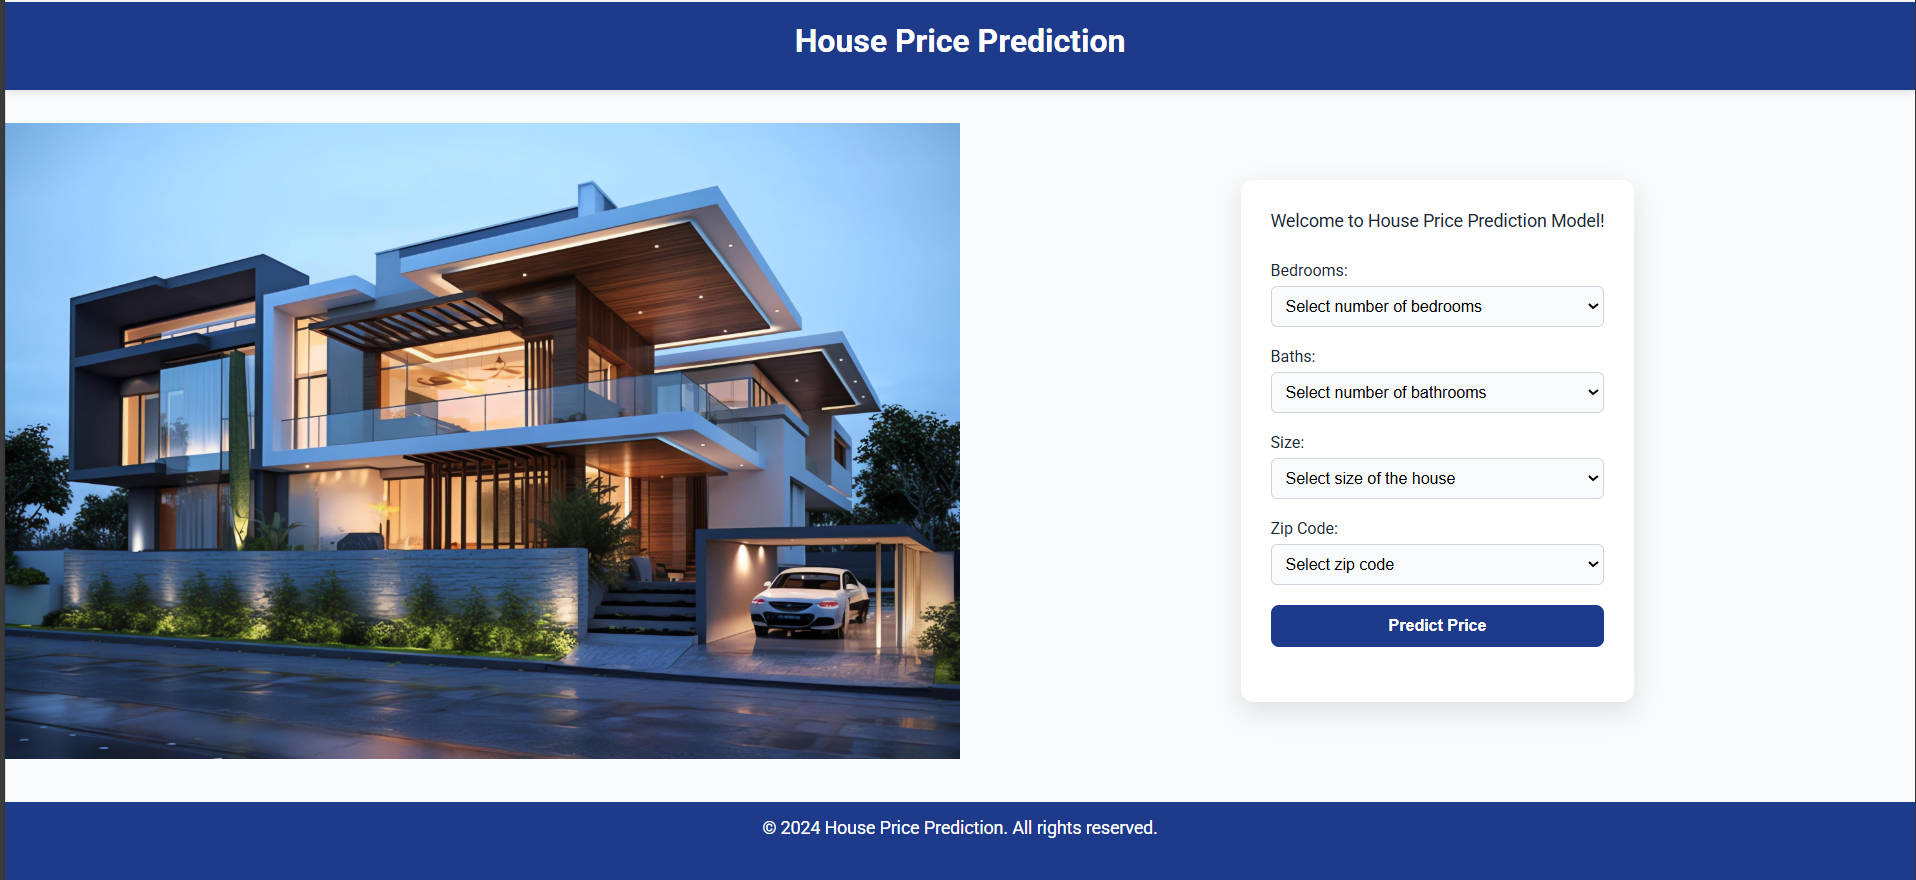 House Price Prediction
Welcome to House Price Prediction Model!
Bedrooms:
Select number of bedrooms
Baths:
Select number of bathrooms
Size:
Select size of the house
Zip Code:
Select zip code
Predict Price
© 2024 House Price Prediction. All rights reserved.